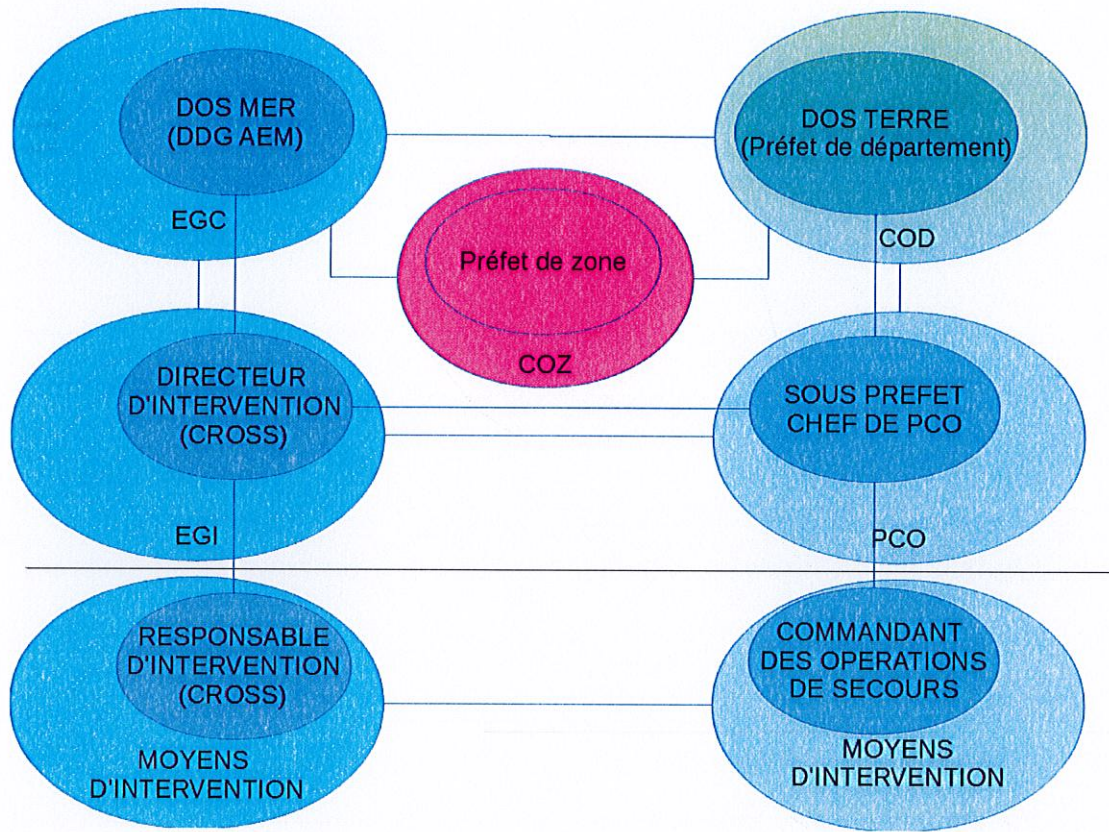 DOS MER
(DDG AEM)
EGC
DOS TERRE
(Préfet de département)
COD
Préfet de zone
COZ
DIRECTEUR
D'INTERVENTION
(CROSS)
EGI
SOUS PREFET
CHEF DE PCO
PCO
RESPONSABLE
D'INTERVENTION
(CROSS)
MOYENS
D'INTERVENTION
COMMANDANT
DES OPERATIONS
DE SECOURS
MOYENS
D'INTERVENTION